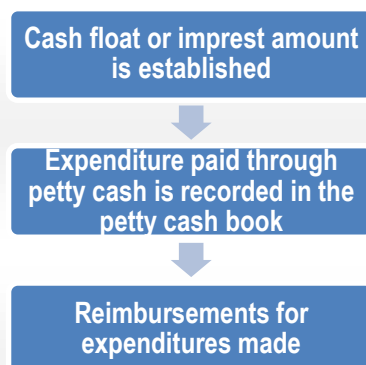 Cash float or imprest amount
is established
Expenditure paid through
petty cash is recorded in the
petty cash book
Reimbursements for
expenditures made